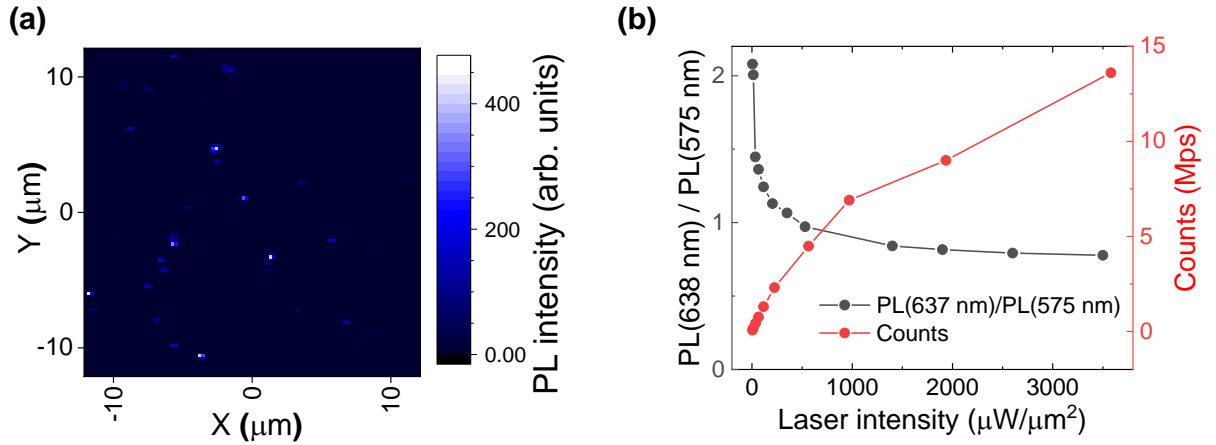 (a)
10
0
-10
Y (μm)
-10
0
10
X (μm)
400
200
0.00
PL intensity (arb. units)
(b)
2
1
0
PL(638 nm) / PL(575 nm)
15
10
5
0
Counts (Mps)
PL(637 nm)/PL(575 nm)
Counts
0
1000
2000
3000
Laser intensity (μW/μm²)